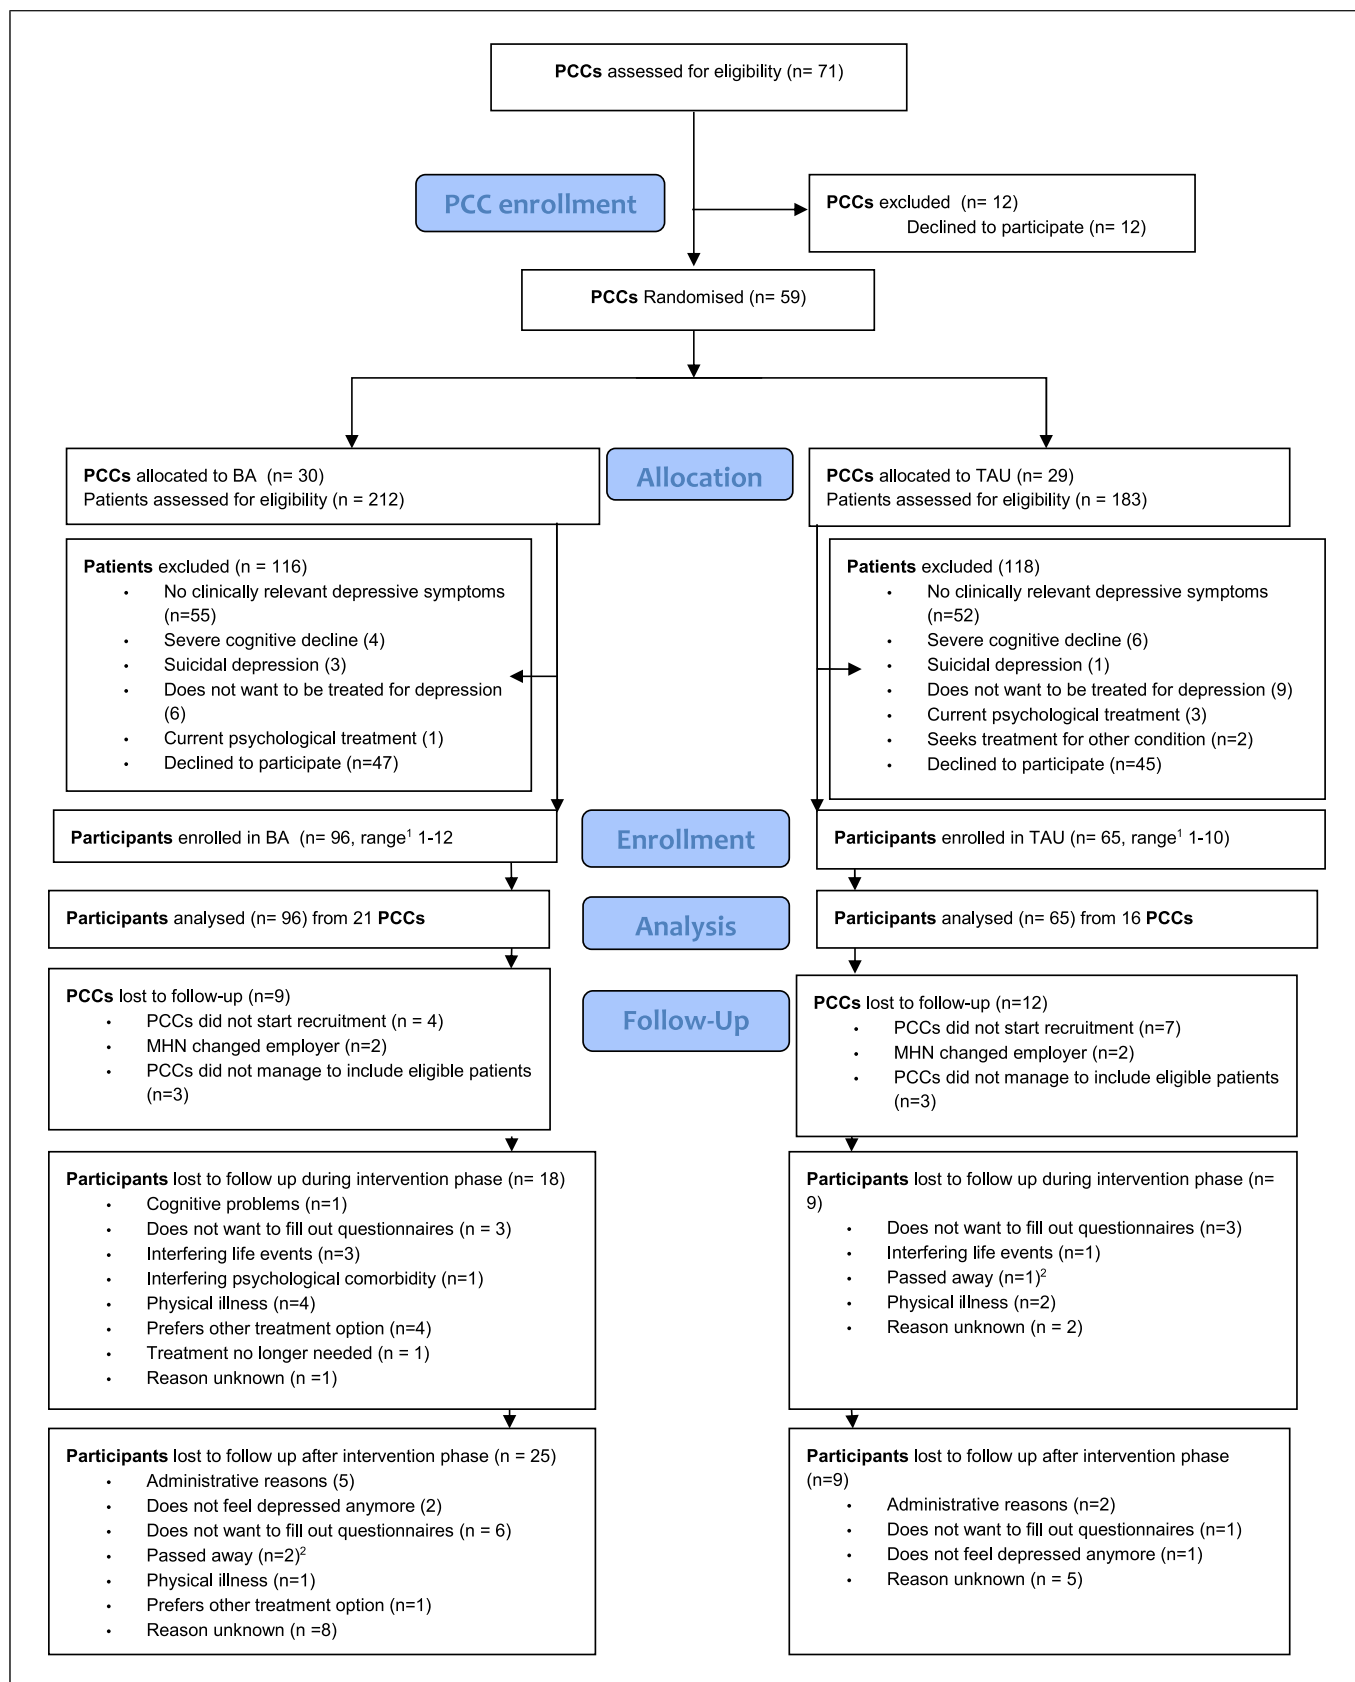 PCCs assessed for eligibility (n= 71)
PCC enrollment
PCCs excluded (n= 12)
Declined to participate (n= 12)
PCCs Randomised (n= 59)
Allocation
PCCs allocated to BA (n= 30)
Patients assessed for eligibility (n = 212)
PCCs allocated to TAU (n= 29)
Patients assessed for eligibility (n = 183)
Patients excluded (n = 116)
• No clinically relevant depressive symptoms
(n=55)
• Severe cognitive decline (4)
• Suicidal depression (3)
• Does not want to be treated for depression
(6)
• Current psychological treatment (1)
• Declined to participate (n=47)
Patients excluded (118)
• No clinically relevant depressive symptoms
(n=52)
• Severe cognitive decline (6)
• Suicidal depression (1)
• Does not want to be treated for depression (9)
• Current psychological treatment (3)
• Seeks treatment for other condition (n=2)
• Declined to participate (n=45)
Enrollment
Participants enrolled in BA (n= 96, range¹ 1-12
Participants enrolled in TAU (n= 65, range¹ 1-10)
Analysis
Participants analysed (n= 96) from 21 PCCs
Participants analysed (n= 65) from 16 PCCs
Follow-Up
PCCs lost to follow-up (n=9)
• PCCs did not start recruitment (n = 4)
• MHN changed employer (n=2)
• PCCs did not manage to include eligible patients
(n=3)
PCCs lost to follow-up (n=12)
• PCCs did not start recruitment (n=7)
• MHN changed employer (n=2)
• PCCs did not manage to include eligible patients
(n=3)
Participants lost to follow up during intervention phase (n= 18)
• Cognitive problems (n=1)
• Does not want to fill out questionnaires (n = 3)
• Interfering life events (n=3)
• Interfering psychological comorbidity (n=1)
• Physical illness (n=4)
• Prefers other treatment option (n=4)
• Treatment no longer needed (n = 1)
• Reason unknown (n =1)
Participants lost to follow up during intervention phase (n=
9)
• Does not want to fill out questionnaires (n=3)
• Interfering life events (n=1)
• Passed away (n=1)²
• Physical illness (n=2)
• Reason unknown (n = 2)
Participants lost to follow up after intervention phase (n = 25)
• Administrative reasons (5)
• Does not feel depressed anymore (2)
• Does not want to fill out questionnaires (n = 6)
• Passed away (n=2)²
• Physical illness (n=1)
• Prefers other treatment option (n=1)
• Reason unknown (n =8)
Participants lost to follow up after intervention phase
(n=9)
• Administrative reasons (n=2)
• Does not want to fill out questionnaires (n=1)
• Does not feel depressed anymore (n=1)
• Reason unknown (n = 5)